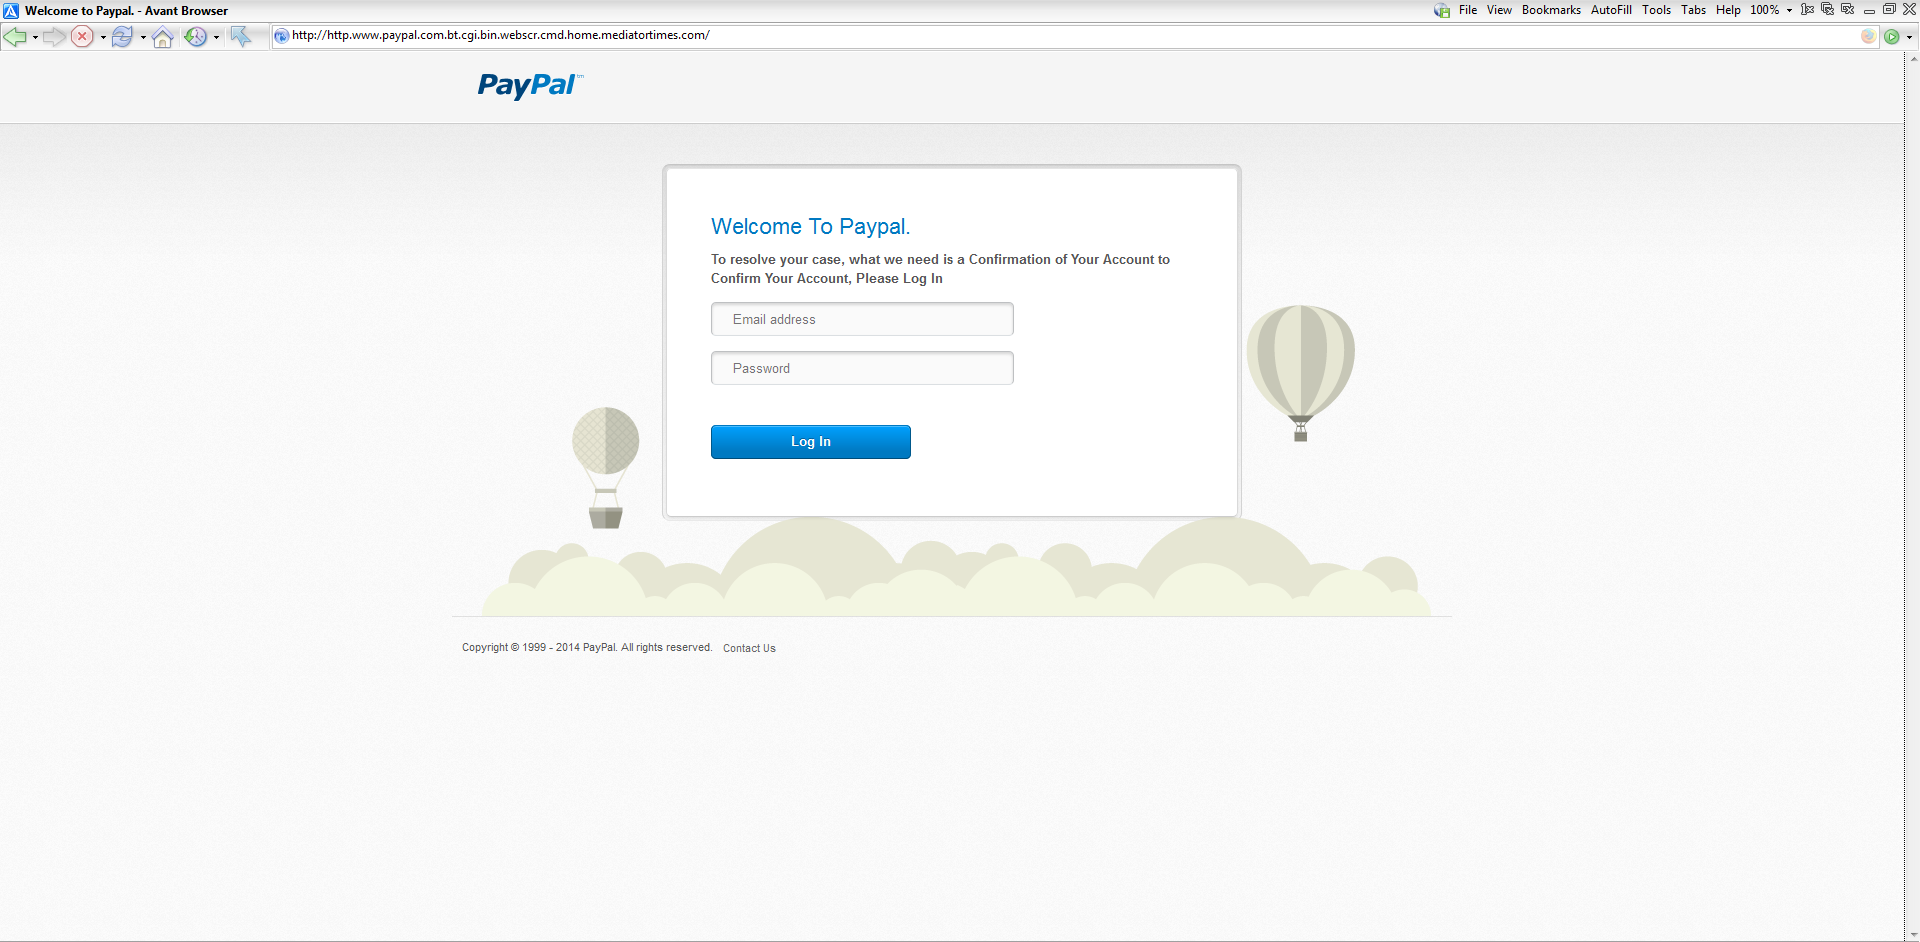 Welcome to Paypal. - Avant Browser
File View Bookmarks AutoFill Tools Tabs Help 100%
http://http.www.paypal.com.bt.cgi.bin.webscr.cmd.home.mediatortimes.com/
PayPal™
Welcome To Paypal.
To resolve your case, what we need is a Confirmation of Your Account to
Confirm Your Account, Please Log In
Email address
Password
Log In
Copyright © 1999 - 2014 PayPal. All rights reserved. Contact Us